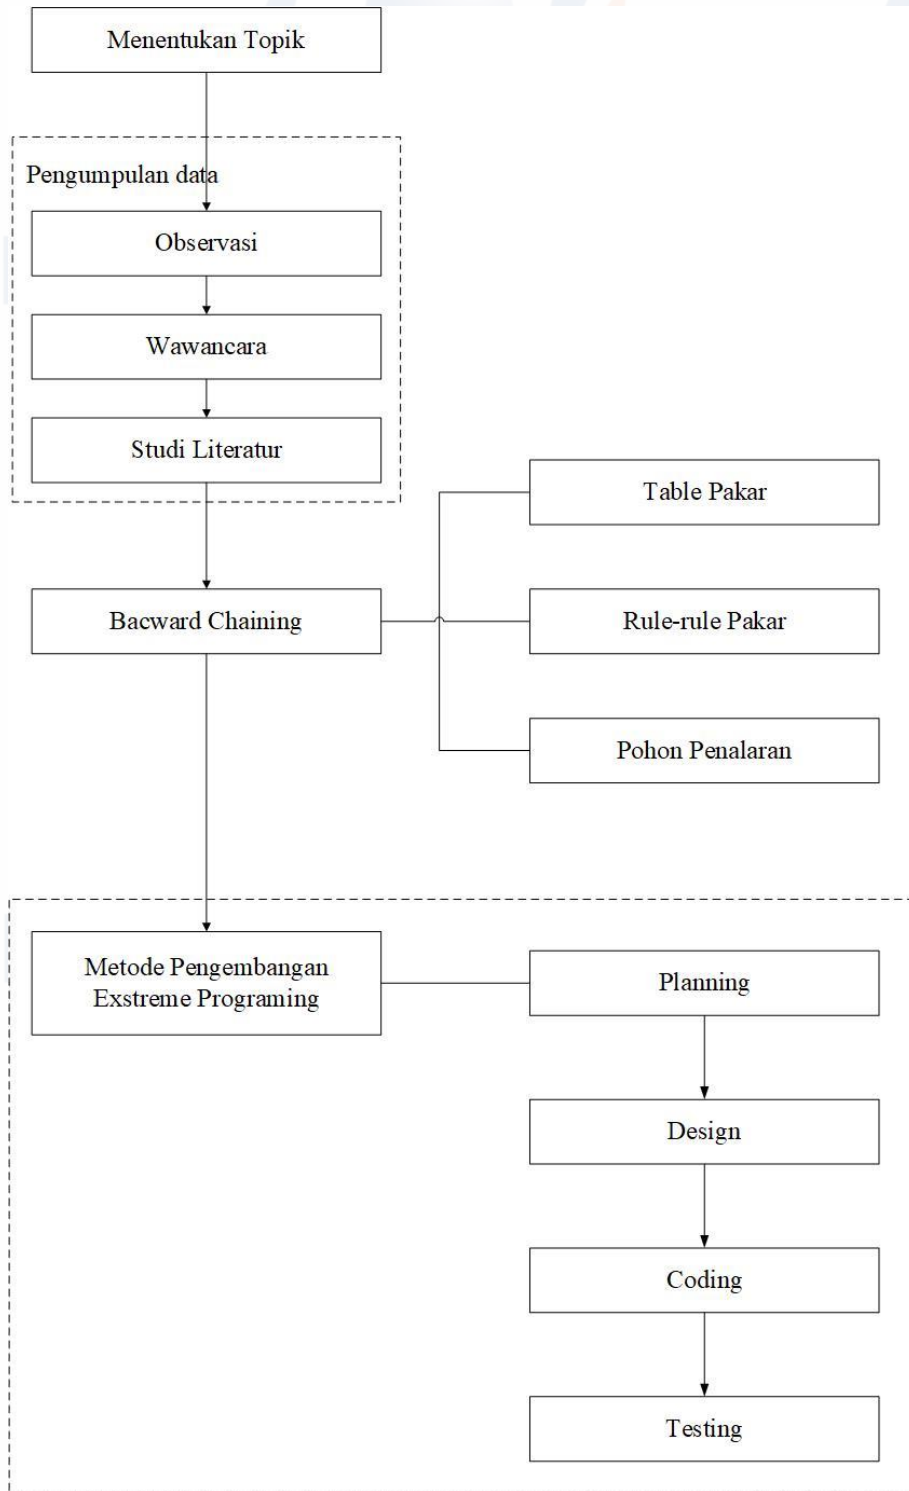 Menentukan Topik
Pengumpulan data
Observasi
Wawancara
Studi Literatur
Table Pakar
Bacward Chaining
Rule-rule Pakar
Pohon Penalaran
Metode Pengembangan
Exstreme Programing
Planning
Design
Coding
Testing